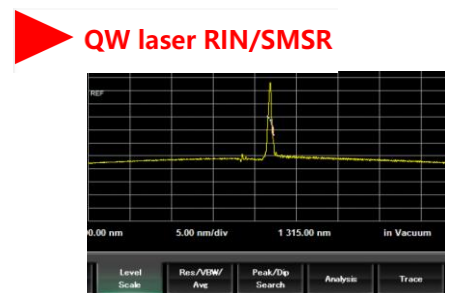 QW laser RIN/SMSR
REF
0.00 nm 5.00 nm/div 1 315.00 nm in Vacuum
Level Res/VBW/ Peak/Dip
Scale Avg Search Analysis Trace